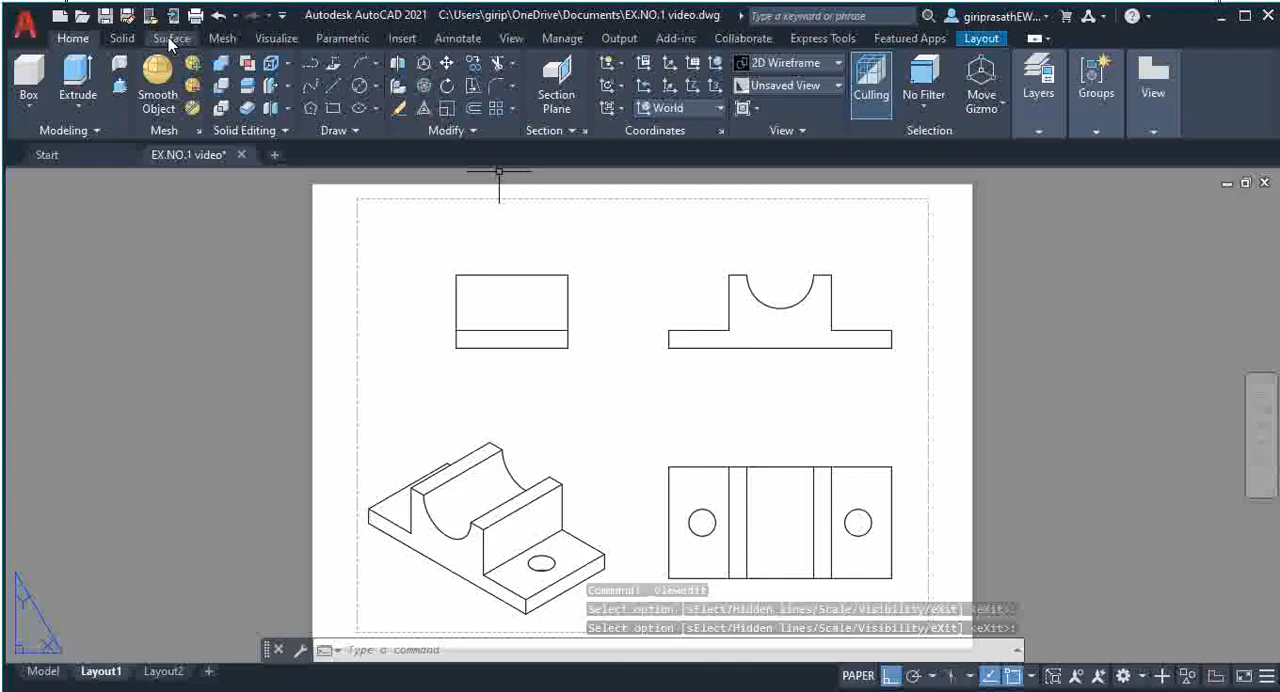 Autodesk AutoCAD 2021 C:\Users\girip\OneDrive\Documents\EX.NO.1 video.dwg Type a keyword or phrase giriprasathEW...
Home Solid Surface Mesh Visualize Parametric Insert Annotate View Manage Output Add-ins Collaborate Express Tools Featured Apps Layout
Box Extrude Smooth Object Section Plane 2D Wireframe Unsaved View World Culling No Filter Move Gizmo Layers Groups View
Modeling Mesh Solid Editing Draw Modify Section Coordinates View Selection
Start EX.NO.1 video*
Command: _viewedit
Select option [sElect/Hidden lines/Scale/Visibility/eXit] <eXit>:
Select option [sElect/Hidden lines/Scale/Visibility/eXit] <eXit>:
Type a command
Model Layout1 Layout2 + PAPER